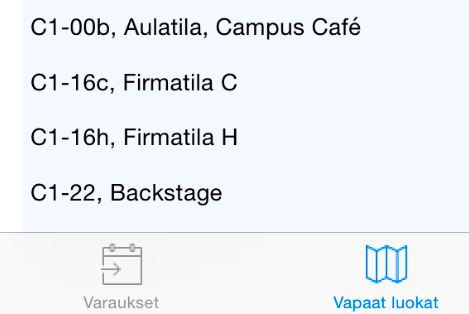 C1-00b, Aulatila, Campus Café
C1-16c, Firmatila C
C1-16h, Firmatila H
C1-22, Backstage
Varaukset
Vapaat luokat